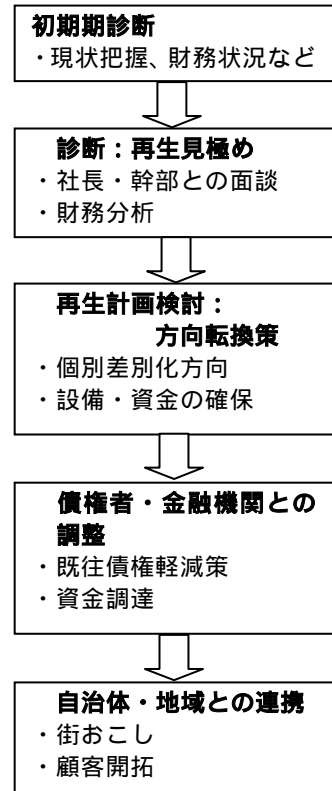 初期期診断
・現状把握、財務状況など
診断：再生見極め
・社長・幹部との面談
・財務分析
再生計画検討：
方向転換策
・個別差別化方向
・設備・資金の確保
債権者・金融機関との
調整
・既往債権軽減策
・資金調達
自治体・地域との連携
・街おこし
・顧客開拓